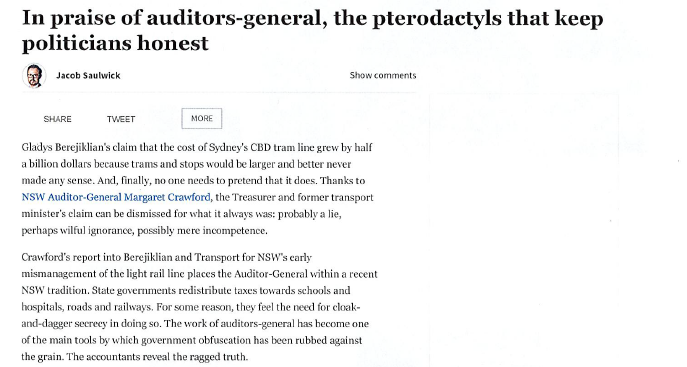 In praise of auditors-general, the pterodactyls that keep
politicians honest
Jacob Saulwick
Show comments
SHARE TWEET MORE
Gladys Berejiklian's claim that the cost of Sydney's CBD tram line grew by half
a billion dollars because trams and stops would be larger and better never
made any sense. And, finally, no one needs to pretend that it does. Thanks to
NSW Auditor-General Margaret Crawford, the Treasurer and former transport
minister's claim can be dismissed for what it always was: probably a lie,
perhaps wilful ignorance, possibly mere incompetence.
Crawford's report into Berejiklian and Transport for NSW's early
mismanagement of the light rail line places the Auditor-General within a recent
NSW tradition. State governments redistribute taxes towards schools and
hospitals, roads and railways. For some reason, they feel the need for cloak-
and-dagger secrecy in doing so. The work of auditors-general has become one
of the main tools by which government obfuscation has been rubbed against
the grain. The accountants reveal the ragged truth.